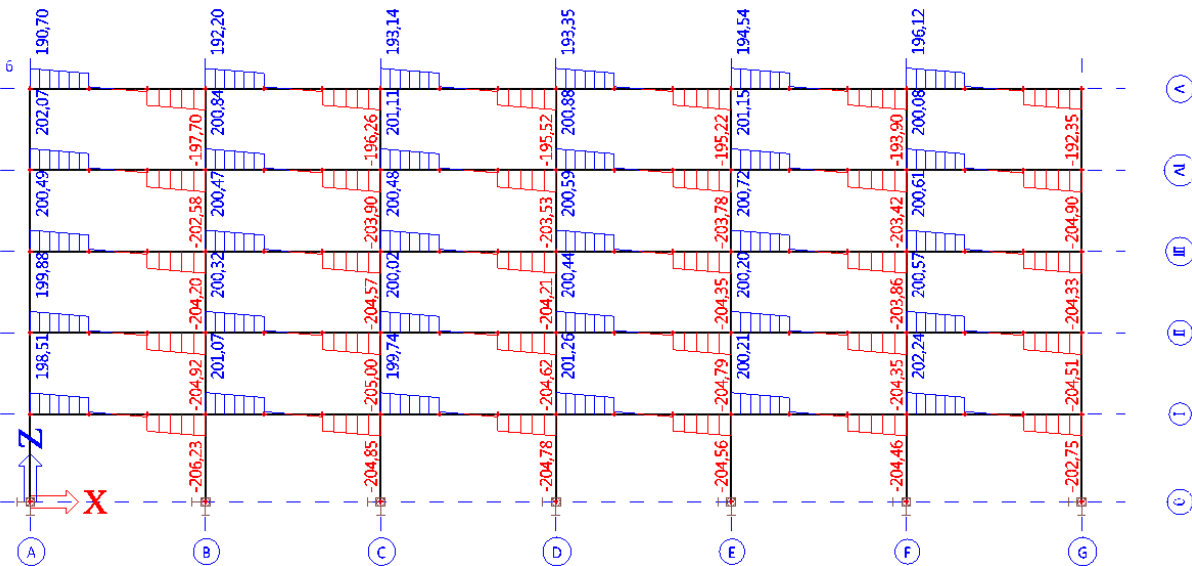 190,70 192,20 193,14 193,35 194,54 196,12
6
V
202,07 -197,70 200,84 -196,26 201,11 -195,52 200,88 -195,22 201,15 -193,90 200,08 -192,35
IV
200,49 -202,58 200,47 -203,90 200,48 -203,53 200,59 -203,78 200,72 -203,42 200,61 -204,90
III
199,88 -204,20 200,32 -204,57 200,02 -204,21 200,44 -204,35 200,20 -203,86 200,57 -204,33
II
198,51 -204,92 201,07 -205,00 199,74 -204,62 201,26 -204,79 200,21 -204,35 202,24 -204,51
I
Z -206,23 -204,85 -204,78 -204,56 -204,46 -202,75
X
0
A B C D E F G